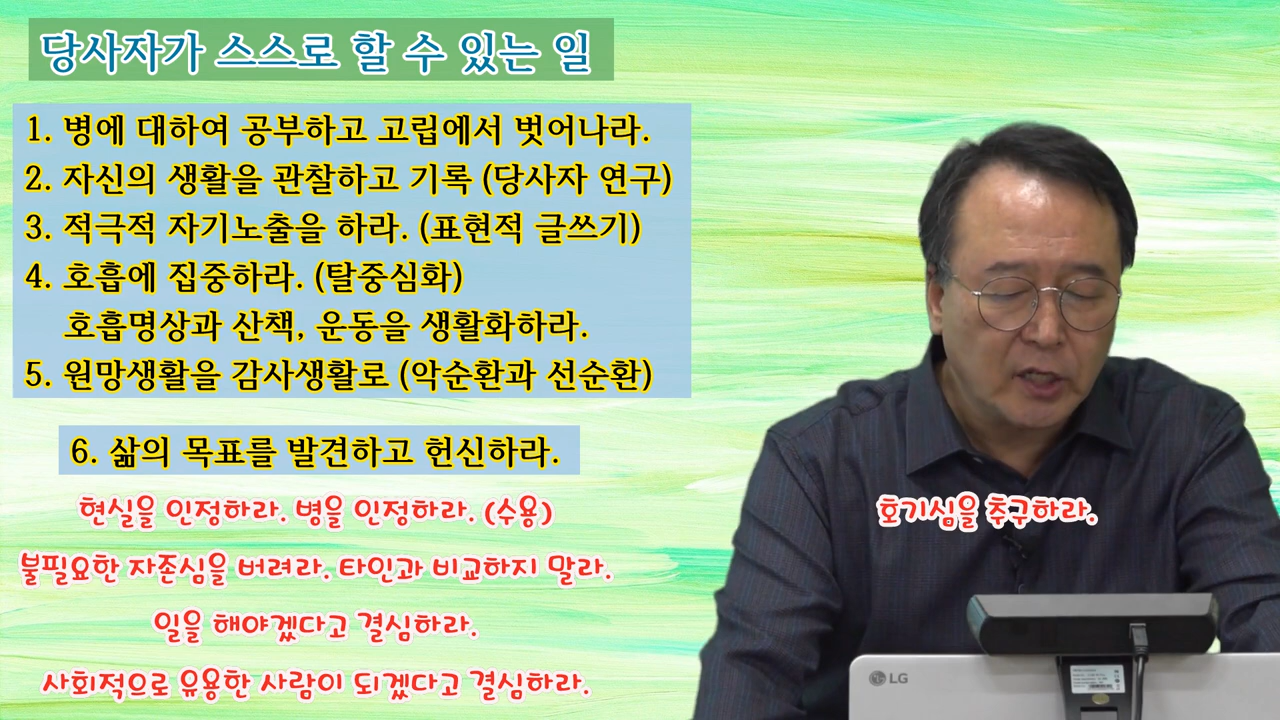 당사자가 스스로 할 수 있는 일
1. 병에 대하여 공부하고 고립에서 벗어나라.
2. 자신의 생활을 관찰하고 기록 (당사자 연구)
3. 적극적 자기노출을 하라. (표현적 글쓰기)
4. 호흡에 집중하라. (탈중심화)
호흡명상과 산책, 운동을 생활화하라.
5. 원망생활을 감사생활로 (악순환과 선순환)
6. 삶의 목표를 발견하고 헌신하라.
현실을 인정하라. 병을 인정하라. (수용)
불필요한 자존심을 버려라. 타인과 비교하지 말라.
일을 해야겠다고 결심하라.
사회적으로 유용한 사람이 되겠다고 결심하라.
호기심을 추구하라.
LG